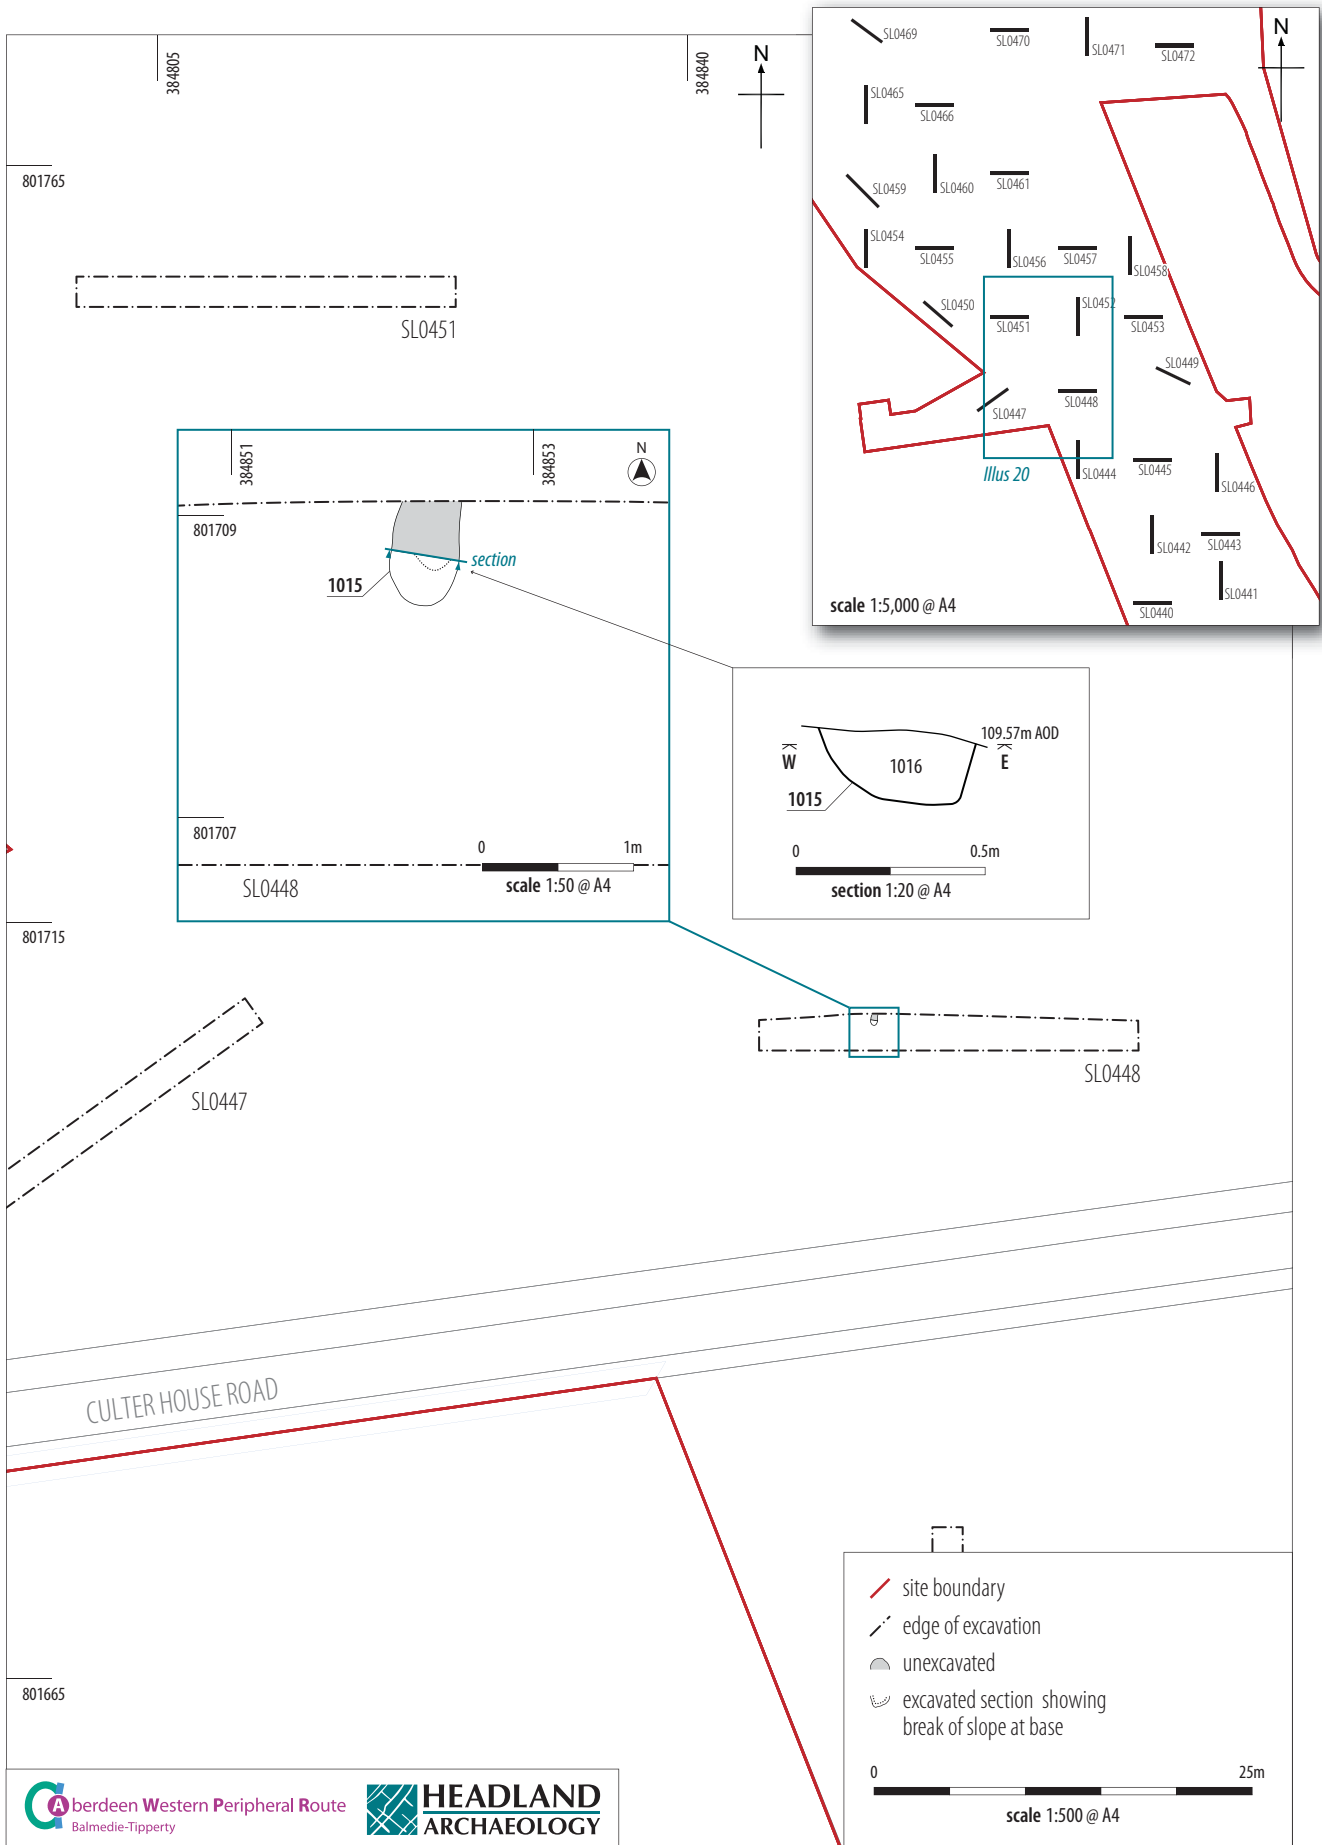 384805
384840
N
801765
SL0451
SL0469
SL0470
SL0471
SL0472
N
SL0465
SL0466
SL0459
SL0460
SL0461
SL0454
SL0455
SL0456
SL0457
SL0458
SL0450
SL0451
SL0452
SL0453
SL0449
SL0447
SL0448
Illus 20
SL0444
SL0445
SL0446
SL0442
SL0443
SL0441
SL0440
scale 1:5,000 @ A4
384851
384853
N
801709
section
1015
801707
0 1m
scale 1:50 @ A4
SL0448
109.57m AOD
W
E
1016
1015
0 0.5m
section 1:20 @ A4
801715
SL0448
SL0447
CULTER HOUSE ROAD
801665
site boundary
edge of excavation
unexcavated
excavated section showing
break of slope at base
0 25m
scale 1:500 @ A4
Aberdeen Western Peripheral Route
Balmedie-Tipperty
HEADLAND
ARCHAEOLOGY